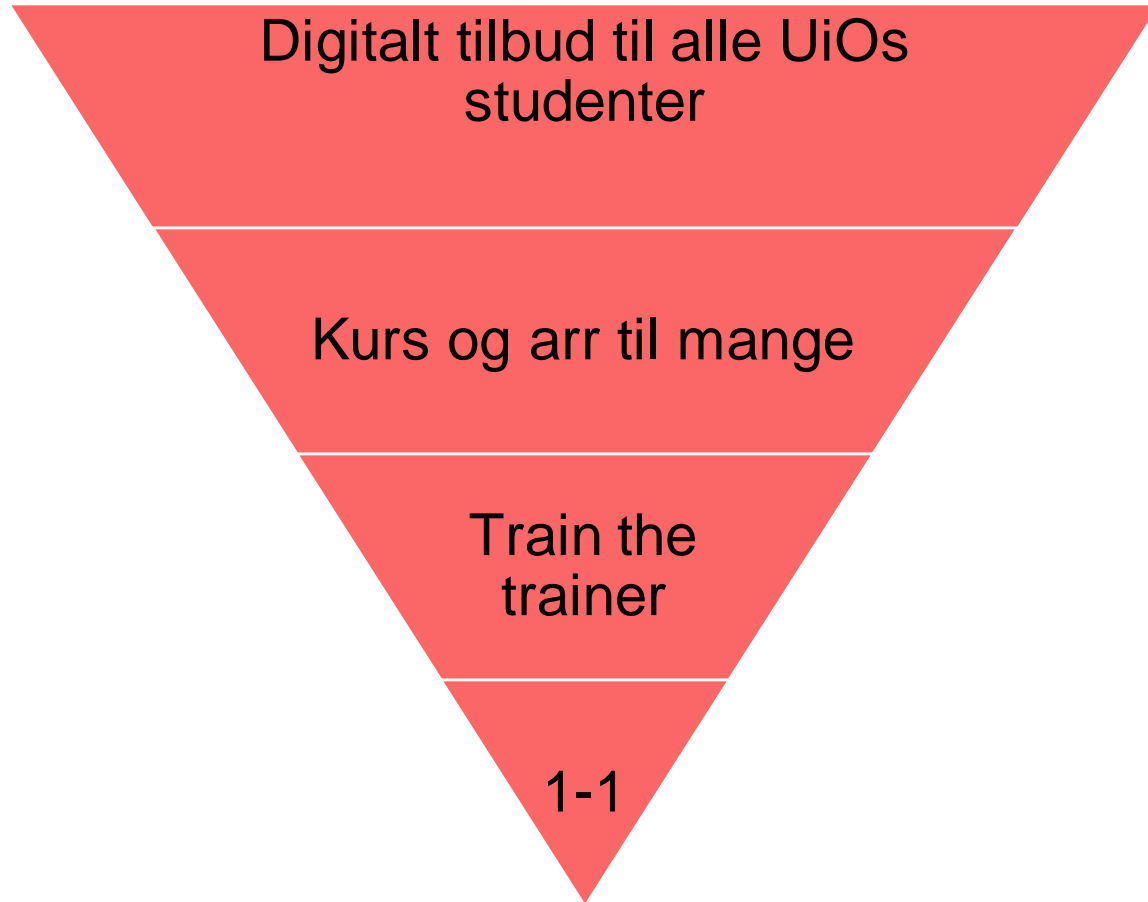 Digitalt tilbud til alle UiOs
studenter
Kurs og arr til mange
Train the
trainer
1-1